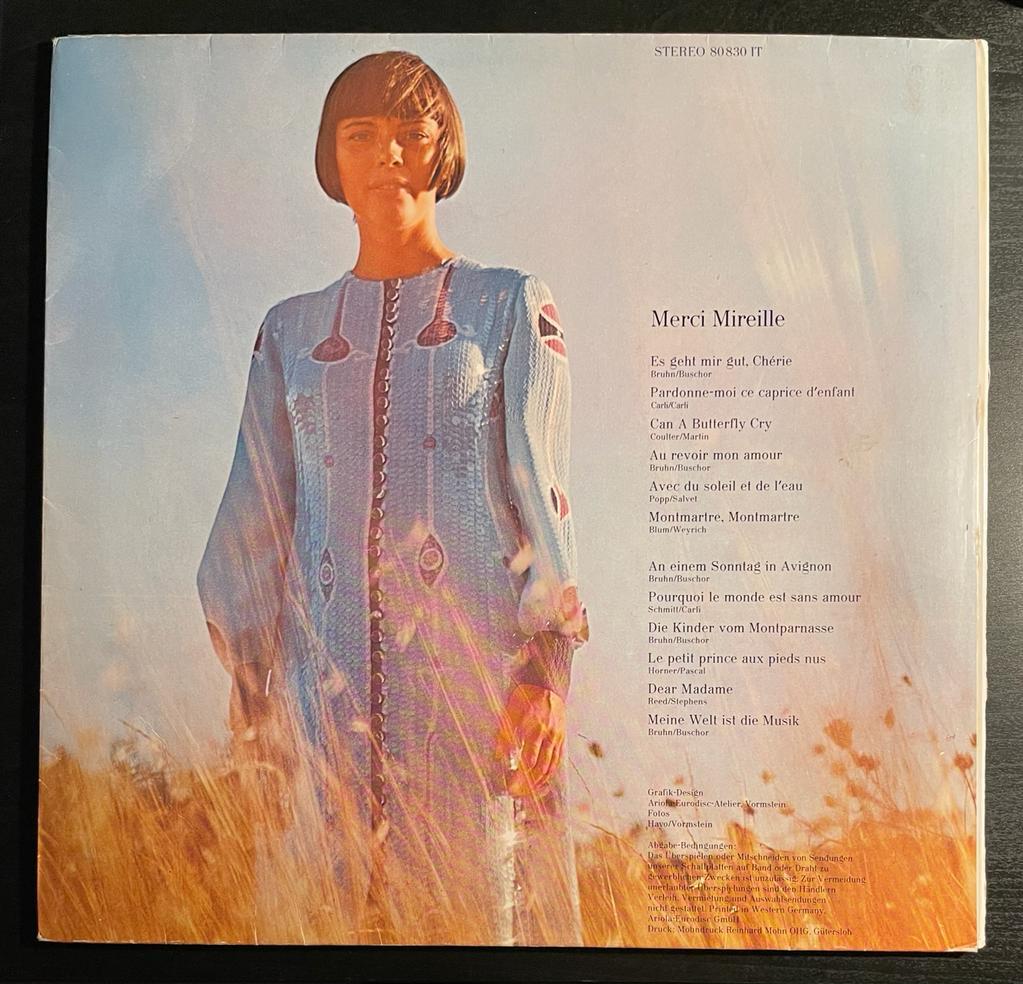 STEREO 80830 IT
Merci Mireille
Es geht mir gut, Chérie
Bruhn/Buschor
Pardonne-moi ce caprice d'enfant
Carli/Carli
Can A Butterfly Cry
Coulter/Martin
Au revoir mon amour
Bruhn/Buschor
Avec du soleil et de l'eau
Popp/Salvet
Montmartre, Montmartre
Blum/Weyrich
An einem Sonntag in Avignon
Bruhn/Buschor
Pourquoi le monde est sans amour
Schmitt/Carli
Die Kinder vom Montparnasse
Bruhn/Buschor
Le petit prince aux pieds nus
Horner/Pascal
Dear Madame
Reed/Stephens
Meine Welt ist die Musik
Bruhn/Buschor
Grafik-Design
Ariola-Eurodisc-Atelier, Vormstein
Fotos
Hayo/Vormstein
Abgabe-Bedingungen:
Das Überspielen oder Mitschneiden von Sendungen
unserer Schallplatten auf Band oder Draht zu
gewerblichen Zwecken ist unzulässig. Zur Vermeidung
unerlaubter Überspielungen sind den Händlern
Verleih, Vermietung und Auswahlsendungen
nicht gestattet. Printed in Western Germany.
Ariola-Eurodisc GmbH
Druck: Mohndruck Reinhard Mohn OHG, Gütersloh